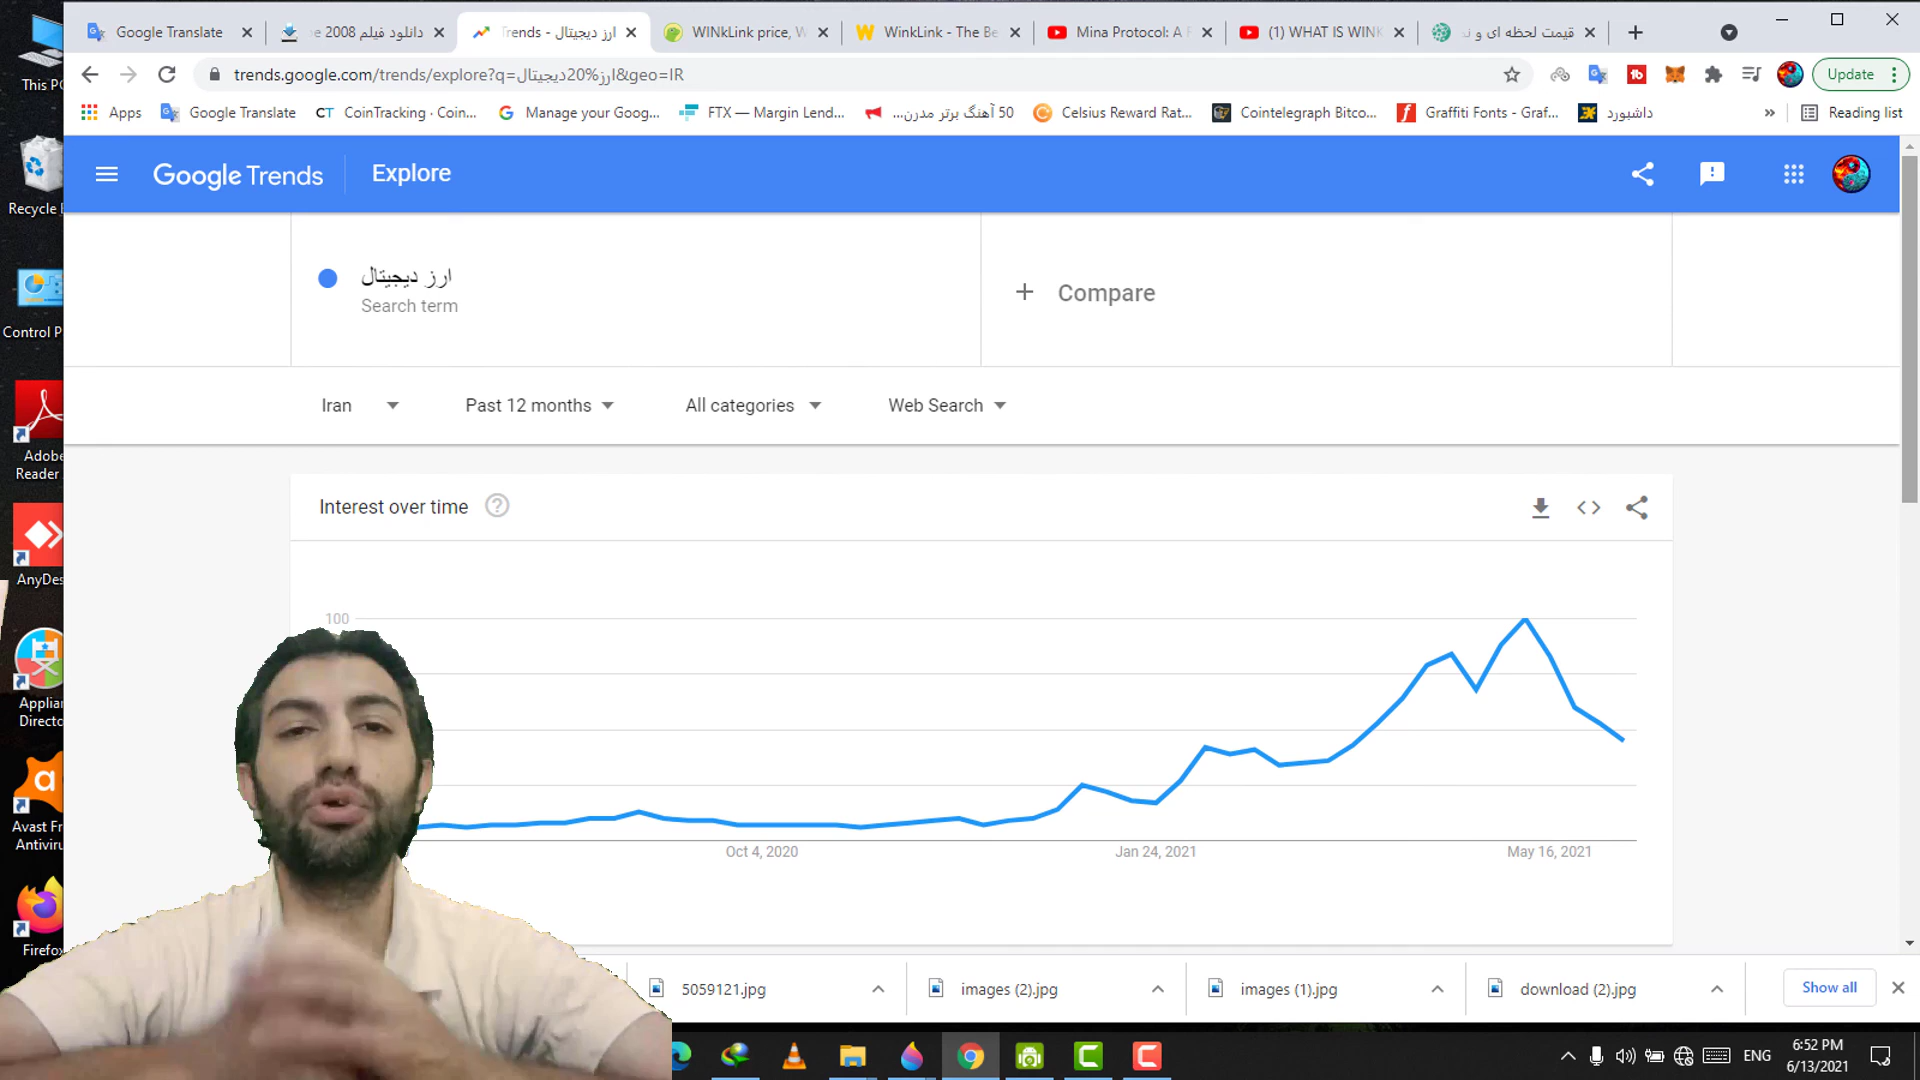 Google Translate
دانلود فیلم 2008 se
ارز دیجیتال - Trends
WINkLink price, W
WinkLink - The Be
Mina Protocol: A F
(1) WHAT IS WINK
قیمت لحظه ای و
trends.google.com/trends/explore?q=ارز%20دیجیتال&geo=IR
Update
Apps
Google Translate
CoinTracking · Coin...
Manage your Goog...
FTX — Margin Lend...
50 آهنگ برتر مدرن...
Celsius Reward Rat...
Cointelegraph Bitco...
Graffiti Fonts - Graf...
داشبورد
»
Reading list
This PC
Recycle
Control P
Adobe
Reader
AnyDes
Applian
Directo
Avast Fr
Antivirus
Firefox
Google Trends
Explore
ارز دیجیتال
Search term
+ Compare
Iran
Past 12 months
All categories
Web Search
Interest over time
100
Oct 4, 2020
Jan 24, 2021
May 16, 2021
5059121.jpg
images (2).jpg
images (1).jpg
download (2).jpg
Show all
ENG
6:52 PM
6/13/2021